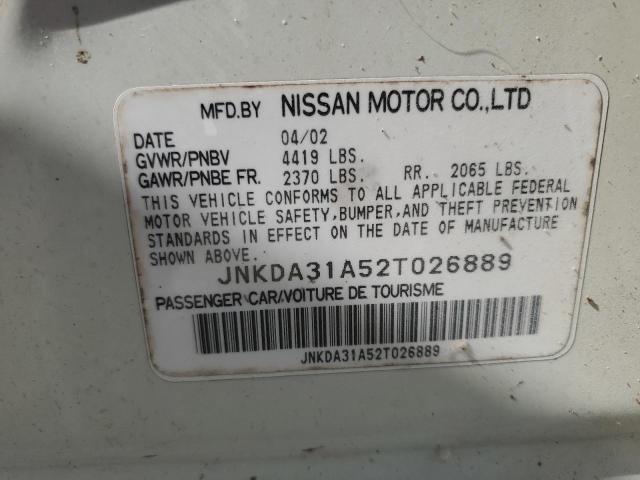 MFD.BY NISSAN MOTOR CO.,LTD
DATE 04/02
GVWR/PNBV 4419 LBS.
GAWR/PNBE FR. 2370 LBS. RR. 2065 LBS.
THIS VEHICLE CONFORMS TO ALL APPLICABLE FEDERAL
MOTOR VEHICLE SAFETY,BUMPER,AND THEFT PREVENTION
STANDARDS IN EFFECT ON THE DATE OF MANUFACTURE
SHOWN ABOVE. JNKDA31A52T026889
PASSENGER CAR/VOITURE DE TOURISME
JNKDA31A52T026889